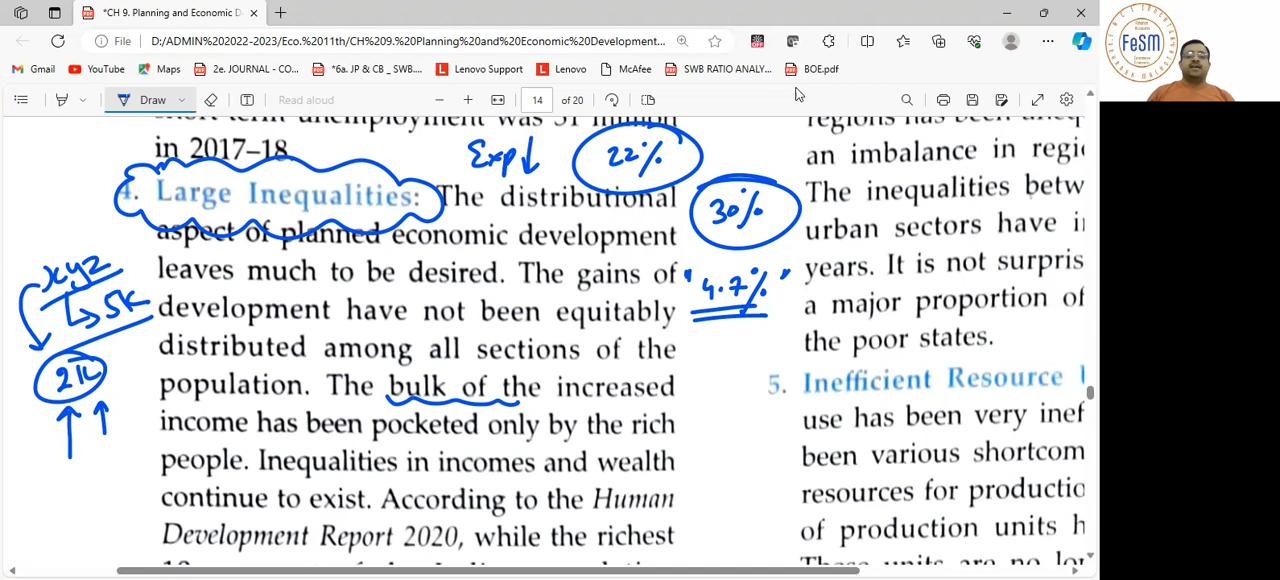 *CH 9. Planning and Economic D
File
D:/ADMIN%202022-2023/Eco.%2011th/CH%209.%20Planning%20and%20Economic%20Development...
Gmail
YouTube
Maps
2e. JOURNAL - CO...
*6a. JP & CB _SWB...
Lenovo Support
Lenovo
McAfee
SWB RATIO ANALY...
BOE.pdf
Draw
Read aloud
14
of 20
FeSM
in 2017–18.
Exp↓
22%
4. Large Inequalities: The distributional
aspect of planned economic development
leaves much to be desired. The gains of
development have not been equitably
distributed among all sections of the
population. The bulk of the increased
income has been pocketed only by the rich
people. Inequalities in incomes and wealth
continue to exist. According to the Human
Development Report 2020, while the richest
30%
"4.7%"
xyz
5K
an imbalance in regi
The inequalities betw
urban sectors have i
years. It is not surpris
a major proportion of
the poor states.
5. Inefficient Resource
use has been very inef
been various shortcom
resources for productio
of production units h